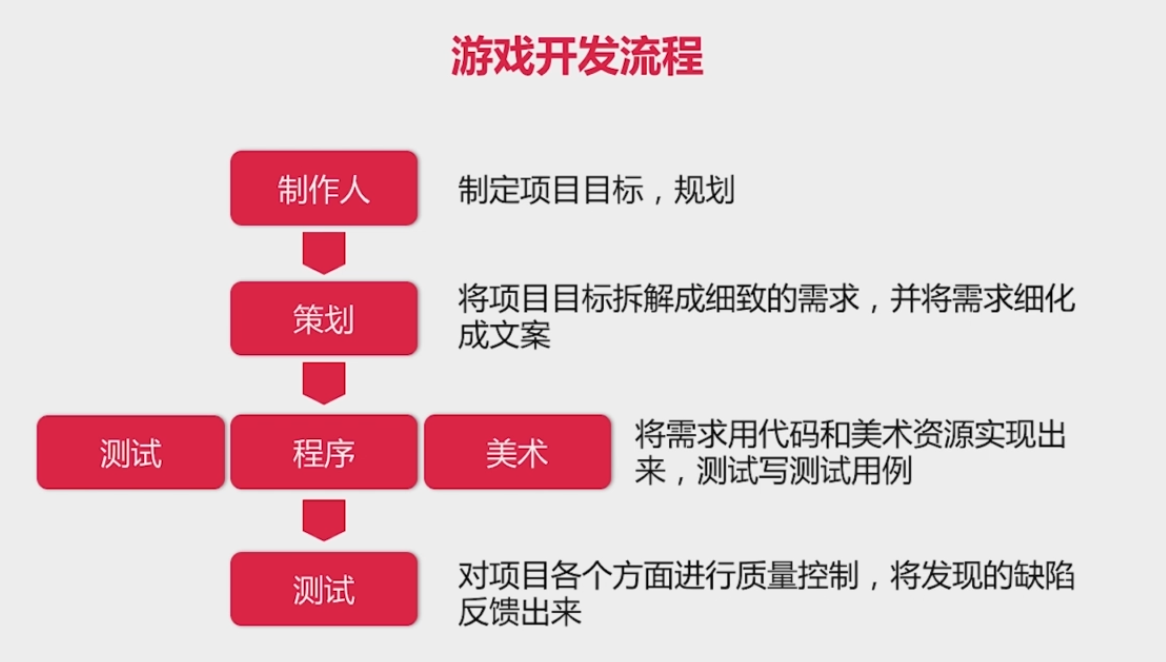 游戏开发流程
制作人
制定项目目标，规划
策划
将项目目标拆解成细致的需求，并将需求细化
成文案
测试
程序
美术
将需求用代码和美术资源实现出
来，测试写测试用例
测试
对项目各个方面进行质量控制，将发现的缺陷
反馈出来